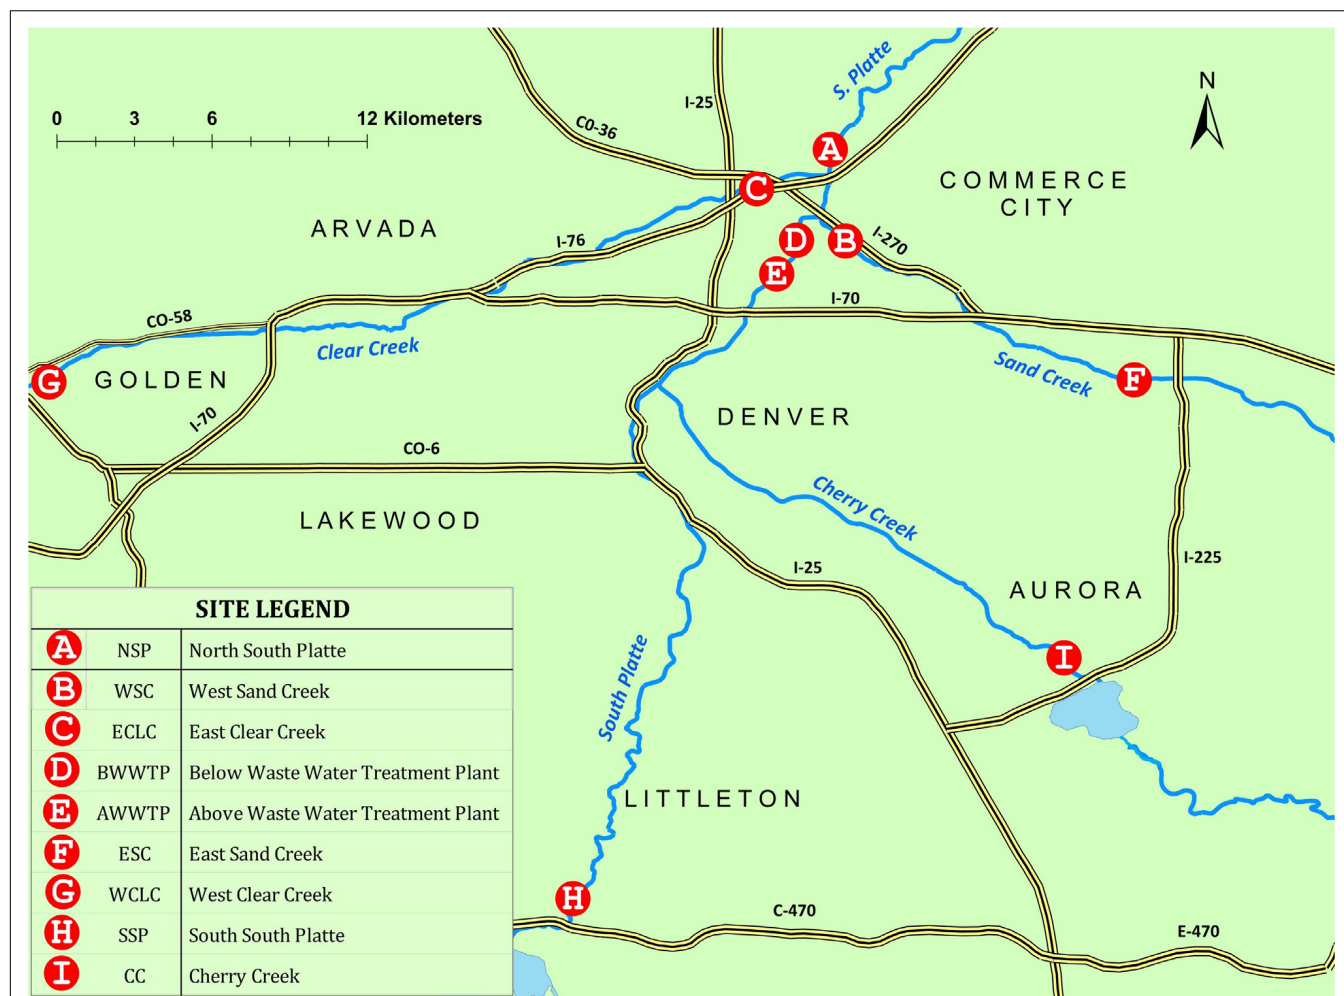 S. Platte
N
I-25
0 3 6 12 Kilometers
C0-36
A
COMMERCE
CITY
C
ARVADA
D
B
I-270
I-76
E
I-70
CO-58
Clear Creek
Sand Creek
G
GOLDEN
F
I-70
DENVER
CO-6
Cherry Creek
LAKEWOOD
I-25
I-225
AURORA
I
South Platte
LITTLETON
H
C-470
E-470
SITE LEGEND
A NSP North South Platte
B WSC West Sand Creek
C ECLC East Clear Creek
D BWWTP Below Waste Water Treatment Plant
E AWWTP Above Waste Water Treatment Plant
F ESC East Sand Creek
G WCLC West Clear Creek
H SSP South South Platte
I CC Cherry Creek